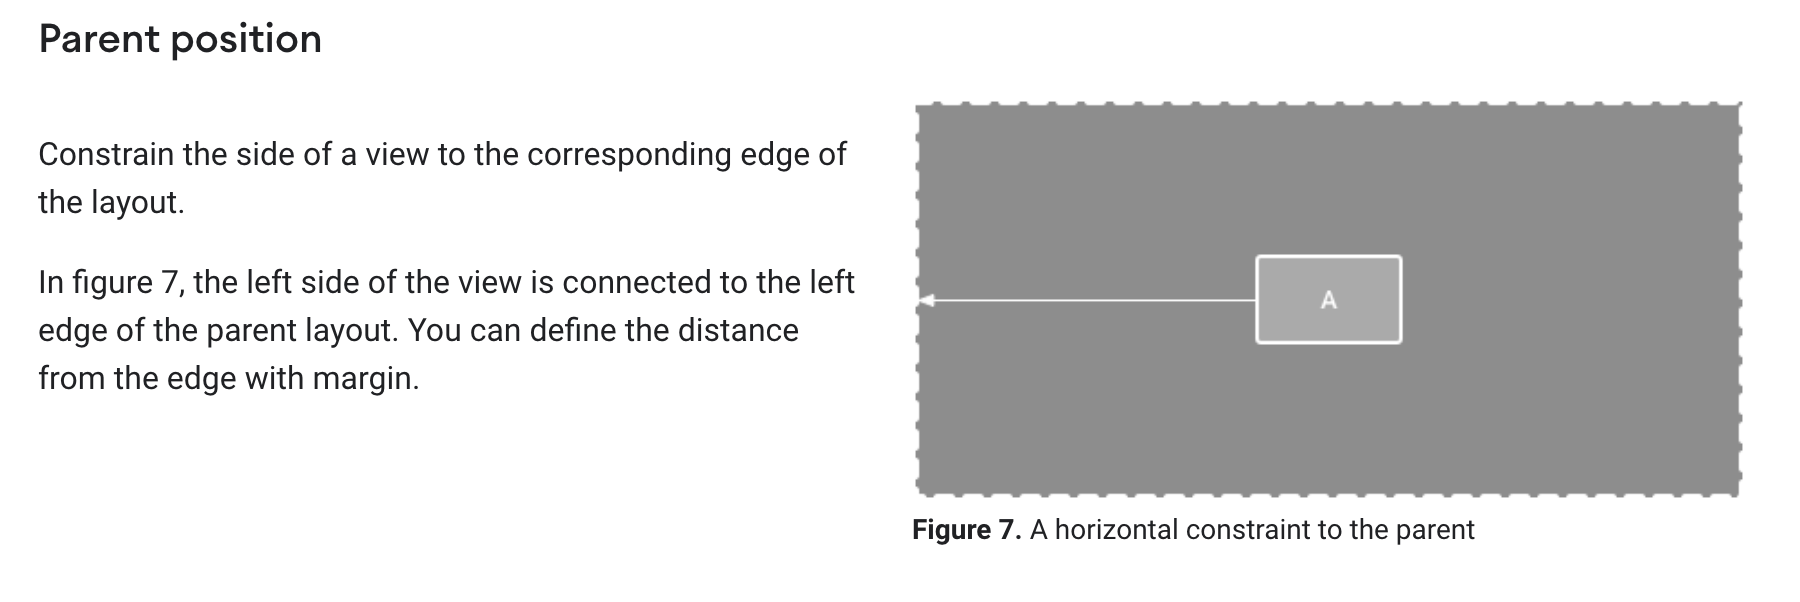 Parent position
Constrain the side of a view to the corresponding edge of
the layout.
In figure 7, the left side of the view is connected to the left
edge of the parent layout. You can define the distance
from the edge with margin.
A
Figure 7. A horizontal constraint to the parent